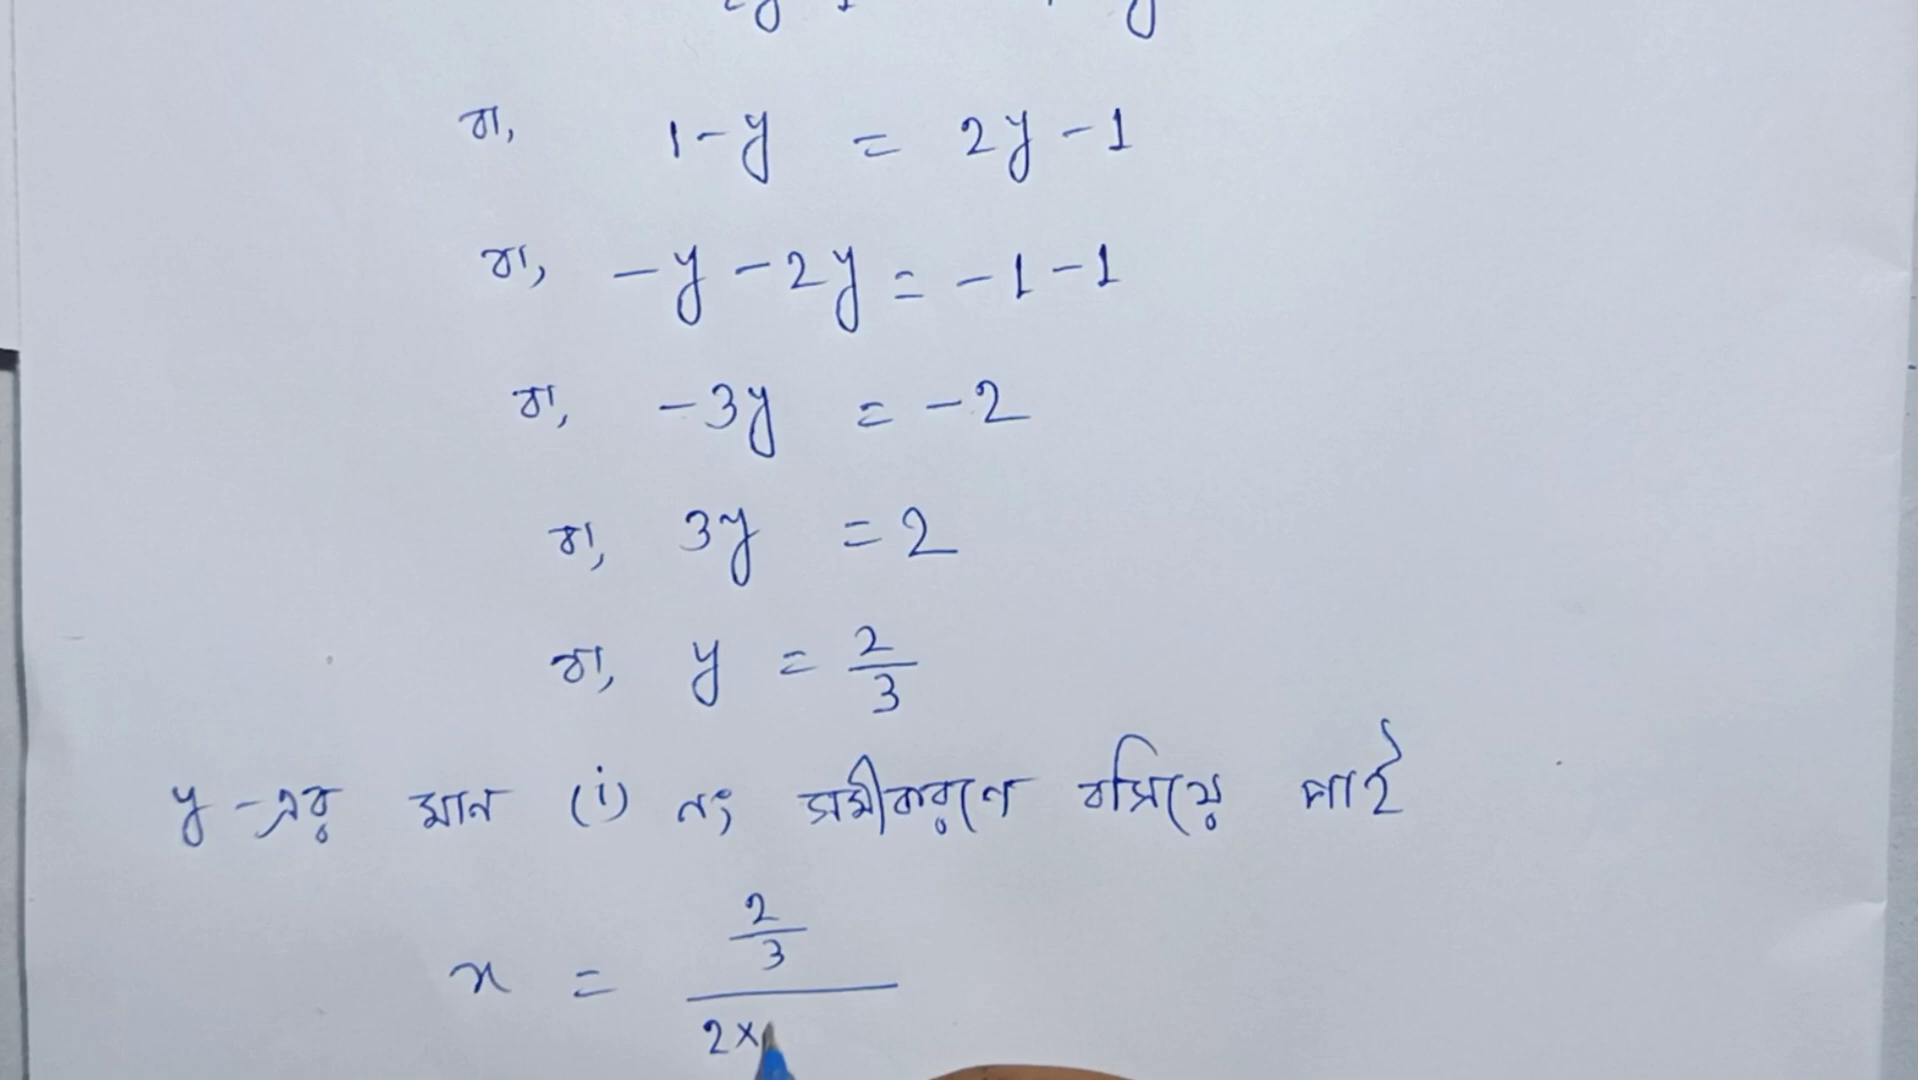 বা, 1 - y = 2y - 1
বা, - y - 2y = - 1 - 1
বা, - 3y = - 2
বা, 3y = 2
বা, y = 2/3
y - এর মান (i) নং সমীকরণে বসিয়ে পাই
x = 2/3 / 2×